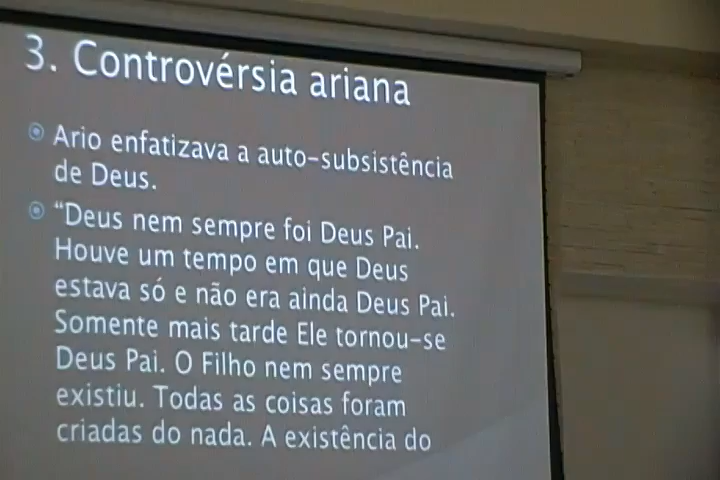 3. Controvérsia ariana
Ario enfatizava a auto-subsistência
de Deus.
“Deus nem sempre foi Deus Pai.
Houve um tempo em que Deus
estava só e não era ainda Deus Pai.
Somente mais tarde Ele tornou-se
Deus Pai. O Filho nem sempre
existiu. Todas as coisas foram
criadas do nada. A existência do